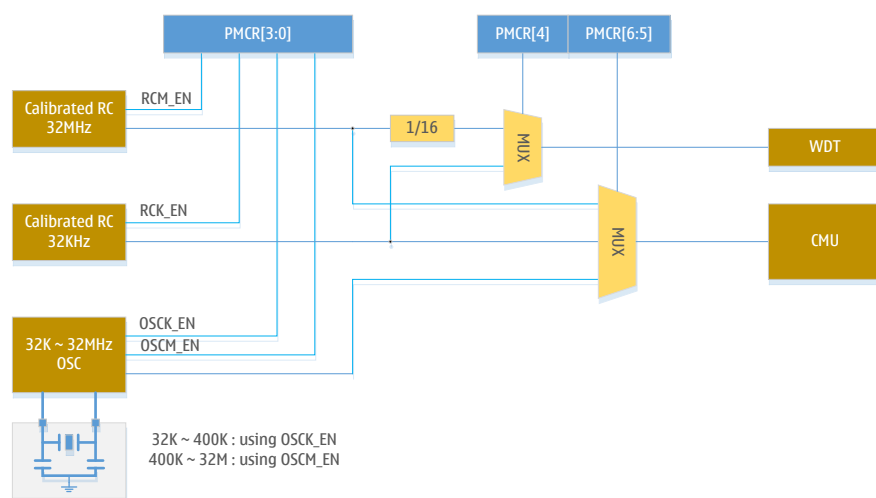 PMCR[3:0]
PMCR[4]
PMCR[6:5]
RCM_EN
Calibrated RC
32MHz
1/16
MUX
WDT
RCK_EN
Calibrated RC
32KHz
MUX
CMU
OSCK_EN
OSCM_EN
32K ~ 32MHz
OSC
32K ~ 400K : using OSCK_EN
400K ~ 32M : using OSCM_EN